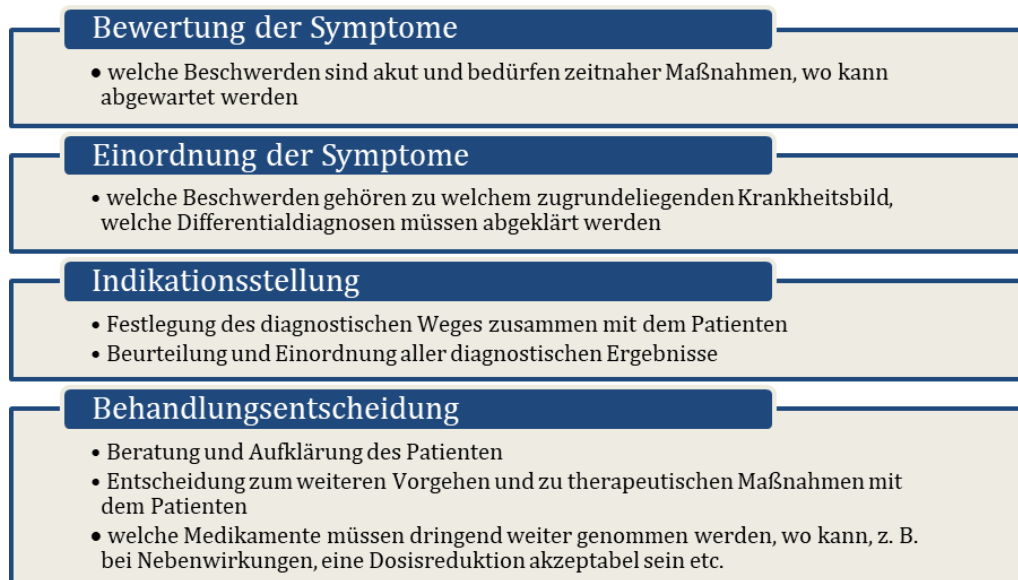 Bewertung der Symptome
• welche Beschwerden sind akut und bedürfen zeitnaher Maßnahmen, wo kann
abgewartet werden
Einordnung der Symptome
• welche Beschwerden gehören zu welchem zugrundeliegenden Krankheitsbild,
welche Differentialdiagnosen müssen abgeklärt werden
Indikationsstellung
• Festlegung des diagnostischen Weges zusammen mit dem Patienten
• Beurteilung und Einordnung aller diagnostischen Ergebnisse
Behandlungsentscheidung
• Beratung und Aufklärung des Patienten
• Entscheidung zum weiteren Vorgehen und zu therapeutischen Maßnahmen mit
dem Patienten
• welche Medikamente müssen dringend weiter genommen werden, wo kann, z. B.
bei Nebenwirkungen, eine Dosisreduktion akzeptabel sein etc.